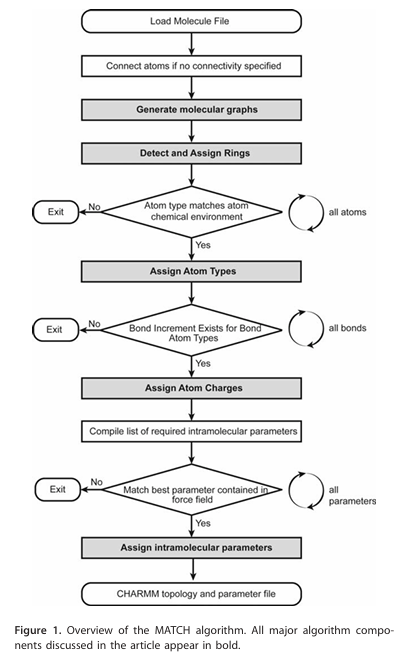 Load Molecule File
Connect atoms if no connectivity specified
Generate molecular graphs
Detect and Assign Rings
Exit
No
Atom type matches atom
chemical environment
all atoms
Yes
Assign Atom Types
Exit
No
Bond Increment Exists for Bond
Atom Types
all bonds
Yes
Assign Atom Charges
Compile list of required intramolecular parameters
Exit
No
Match best parameter contained in
force field
all
parameters
Yes
Assign intramolecular parameters
CHARMM topology and parameter file
Figure 1. Overview of the MATCH algorithm. All major algorithm compo-
nents discussed in the article appear in bold.